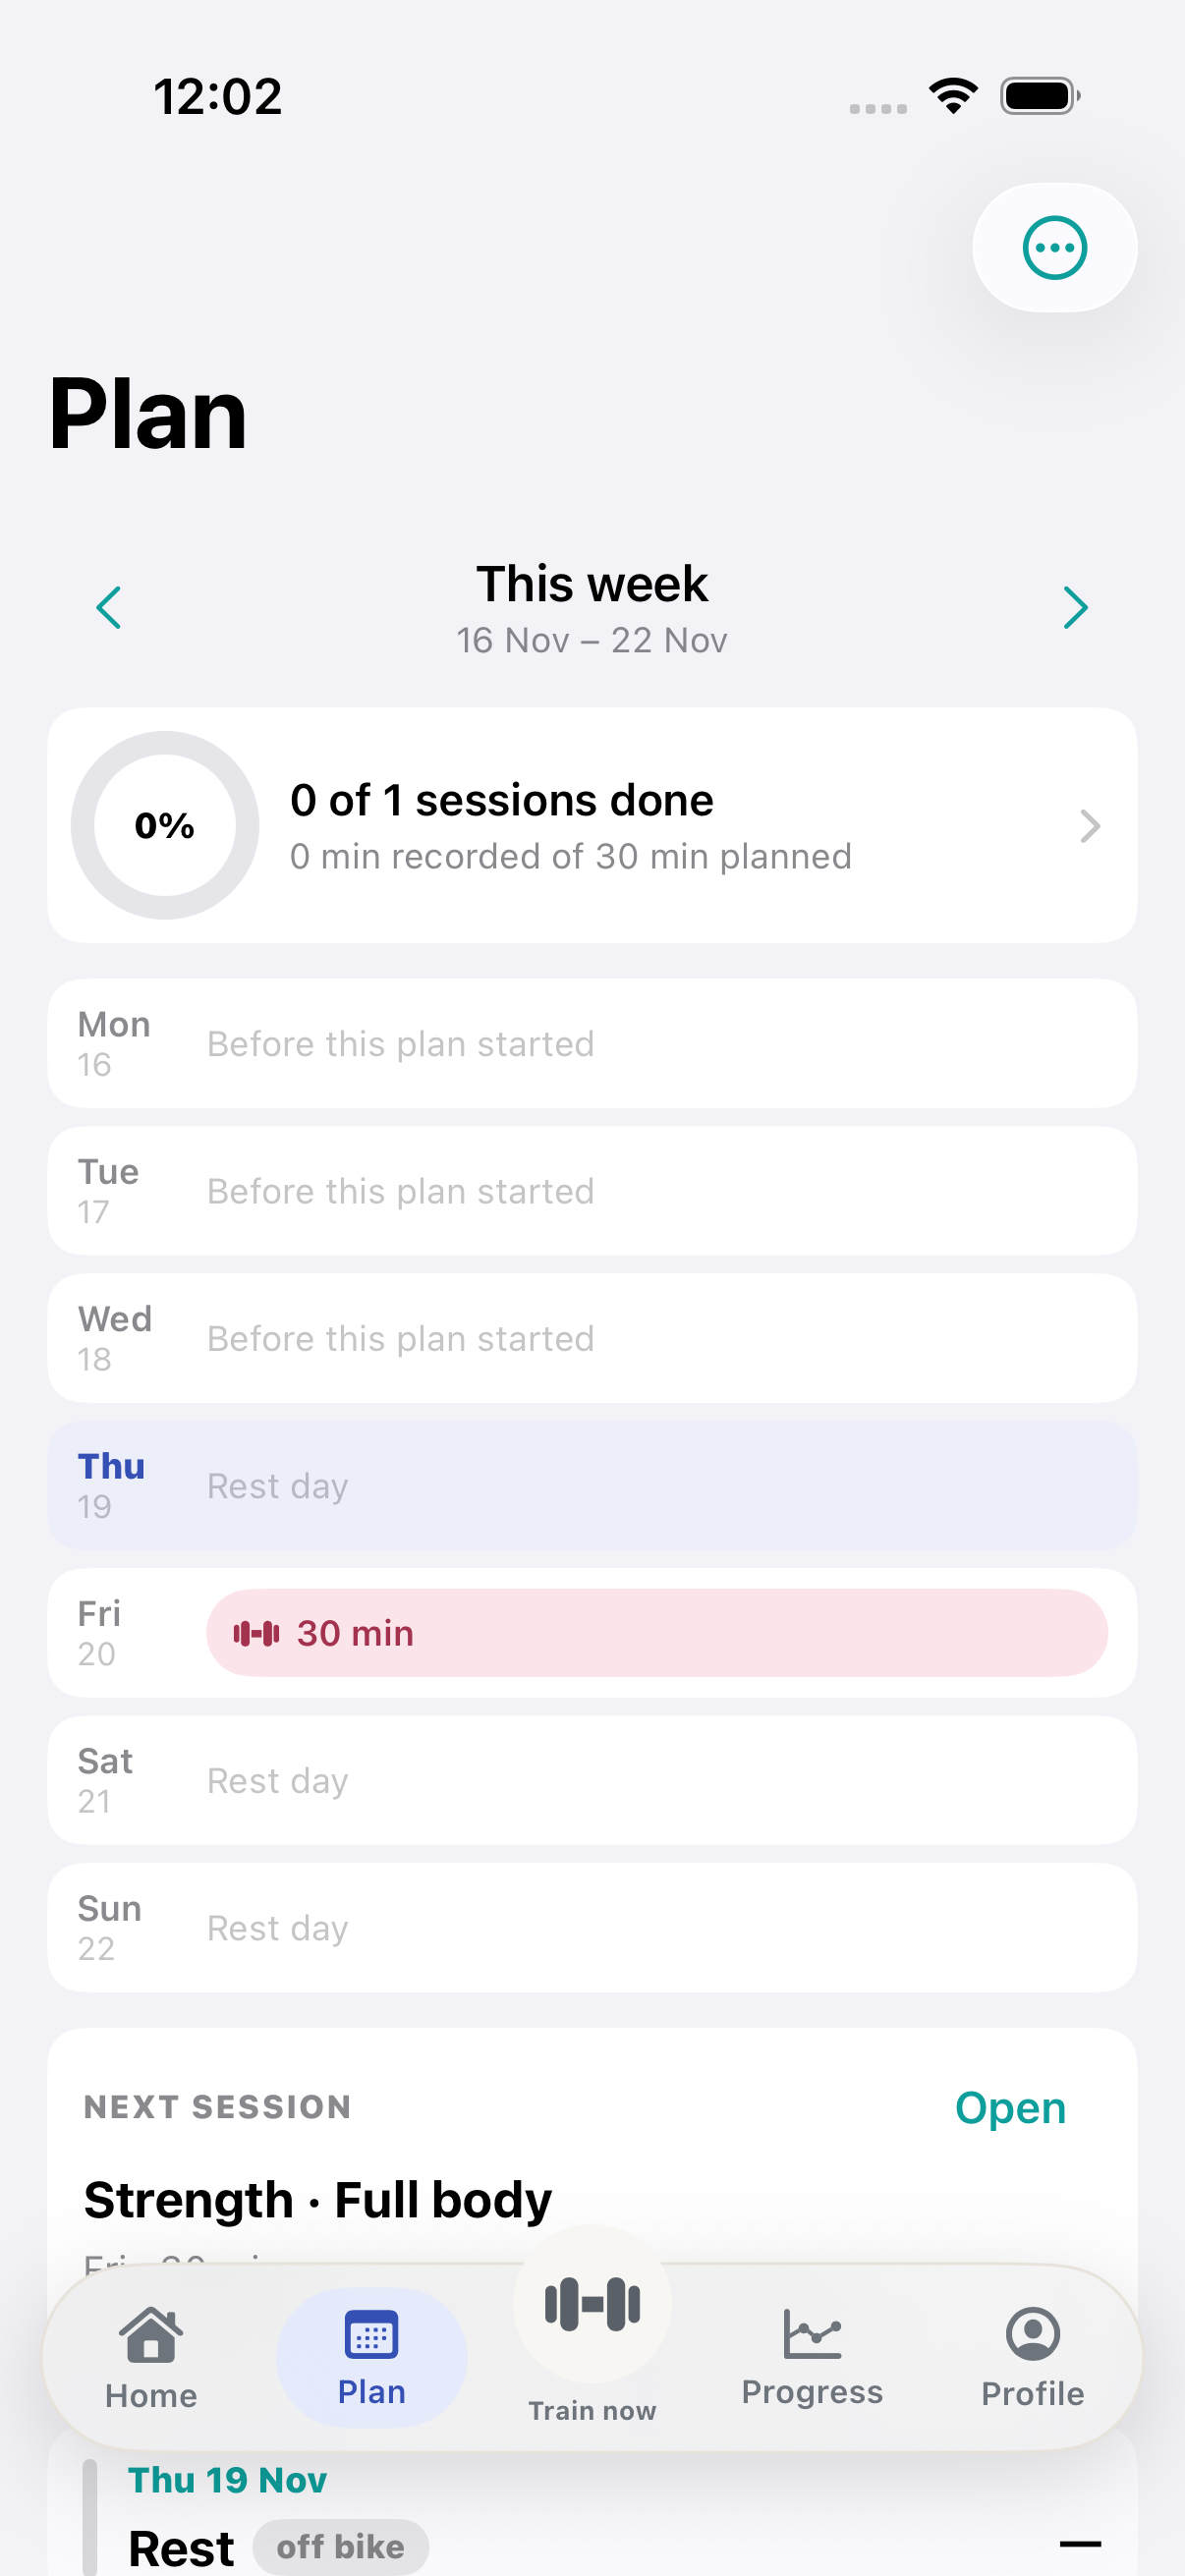 12:02
Plan
This week
16 Nov – 22 Nov
0%
0 of 1 sessions done
0 min recorded of 30 min planned
Mon
16
Before this plan started
Tue
17
Before this plan started
Wed
18
Before this plan started
Thu
19
Rest day
Fri
20
30 min
Sat
21
Rest day
Sun
22
Rest day
NEXT SESSION
Open
Strength · Full body
Home
Plan
Train now
Progress
Profile
Thu 19 Nov
Rest
off bike
—